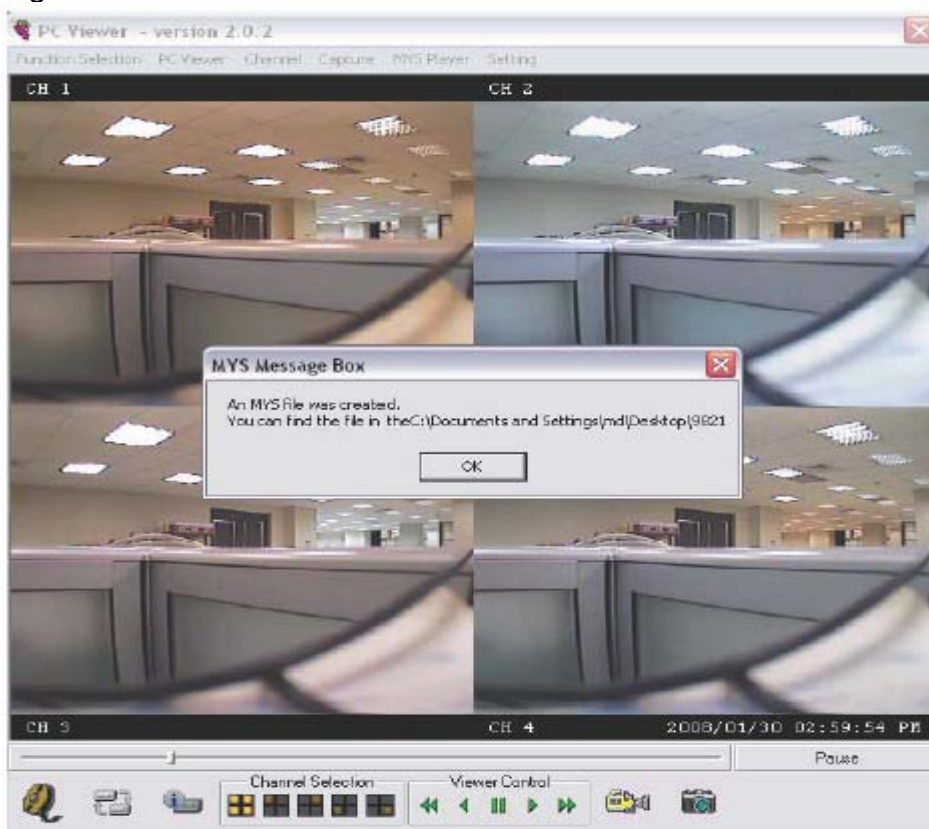 PC Viewer - version 2.0.2
Function Selection PC Viewer Channel Capture MYS Player Setting
CH 1 CH 2
MYS Message Box
An MYS file was created.
You can find the file in theC:\Documents and Settings\mdl\Desktop\9821
OK
CH 3 CH 4 2008/01/30 02:59:54 PM
Pause
Channel Selection Viewer Control